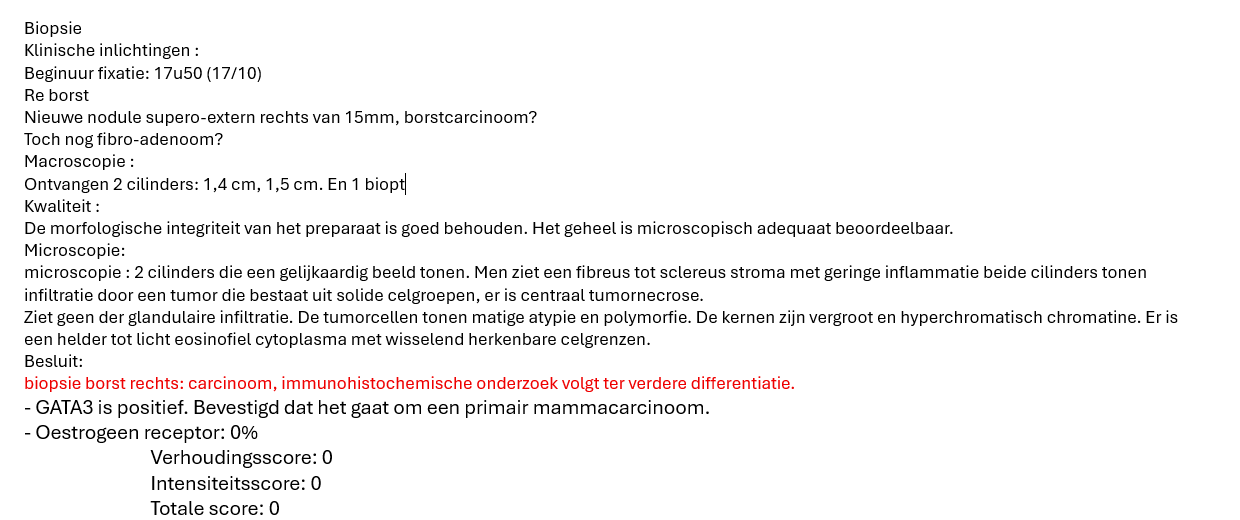 Biopsie
Klinische inlichtingen :
Beginuur fixatie: 17u50 (17/10)
Re borst
Nieuwe nodule supero-extern rechts van 15mm, borstcarcinoom?
Toch nog fibro-adenoom?
Macroscopie :
Ontvangen 2 cilinders: 1,4 cm, 1,5 cm. En 1 biopt
Kwaliteit :
De morfologische integriteit van het preparaat is goed behouden. Het geheel is microscopisch adequaat beoordeelbaar.
Microscopie:
microscopie : 2 cilinders die een gelijkaardig beeld tonen. Men ziet een fibreus tot sclereus stroma met geringe inflammatie beide cilinders tonen
infiltratie door een tumor die bestaat uit solide celgroepen, er is centraal tumornecrose.
Ziet geen der glandulaire infiltratie. De tumorcellen tonen matige atypie en polymorfie. De kernen zijn vergroot en hyperchromatisch chromatine. Er is
een helder tot licht eosinofiel cytoplasma met wisselend herkenbare celgrenzen.
Besluit:
biopsie borst rechts: carcinoom, immunohistochemische onderzoek volgt ter verdere differentiatie.
- GATA3 is positief. Bevestigd dat het gaat om een primair mammacarcinoom.
- Oestrogeen receptor: 0%
Verhoudingsscore: 0
Intensiteitsscore: 0
Totale score: 0